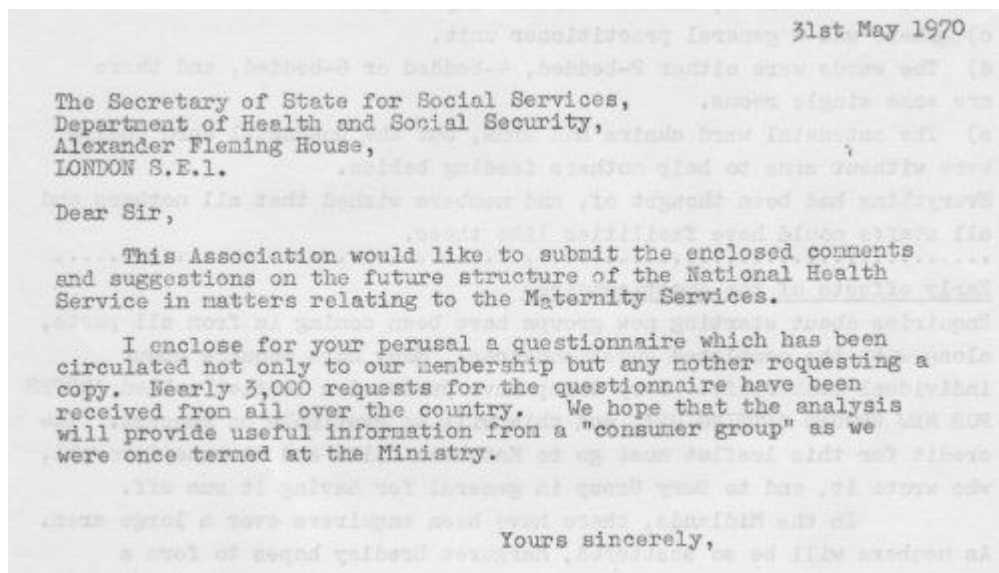 31st May 1970
The Secretary of State for Social Services,
Department of Health and Social Security,
Alexander Fleming House,
LONDON S.E.1.
Dear Sir,
This Association would like to submit the enclosed comments
and suggestions on the future structure of the National Health
Service in matters relating to the Maternity Services.
I enclose for your perusal a questionnaire which has been
circulated not only to our membership but any mother requesting a
copy. Nearly 3,000 requests for the questionnaire have been
received from all over the country. We hope that the analysis
will provide useful information from a "consumer group" as we
were once termed at the Ministry.
Yours sincerely,